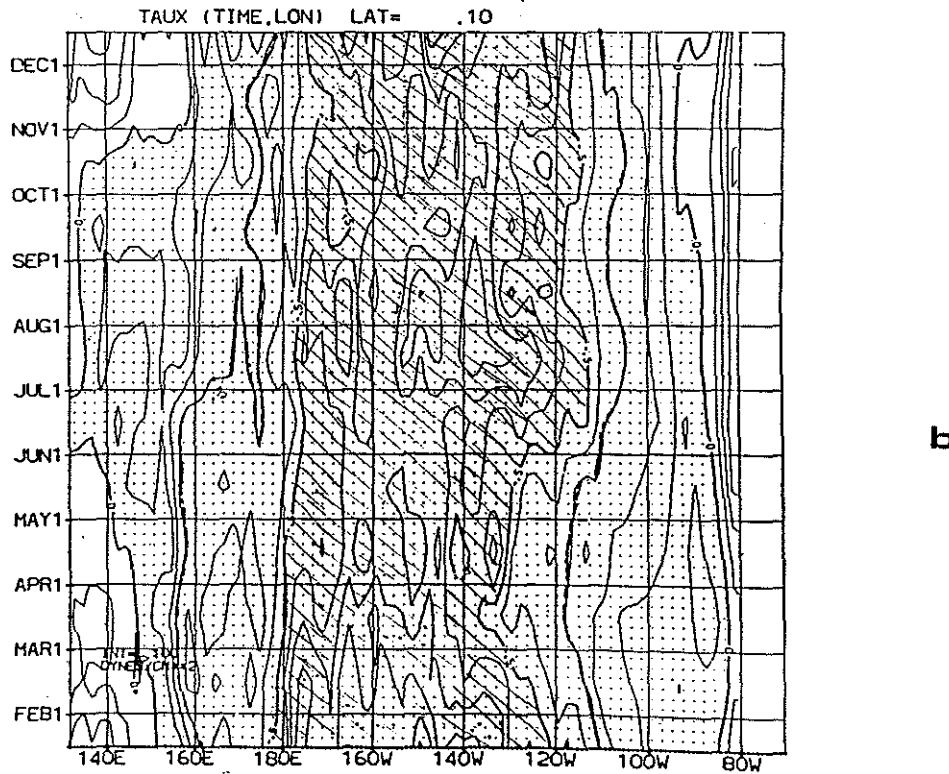 TAUX (TIME,LON) LAT= .10
DEC1
NOV1
OCT1
SEP1
AUG1
JUL1
JUN1
MAY1
APR1
MAR1
FEB1
140E 160E 180E 160W 140W 120W 100W 80W
b